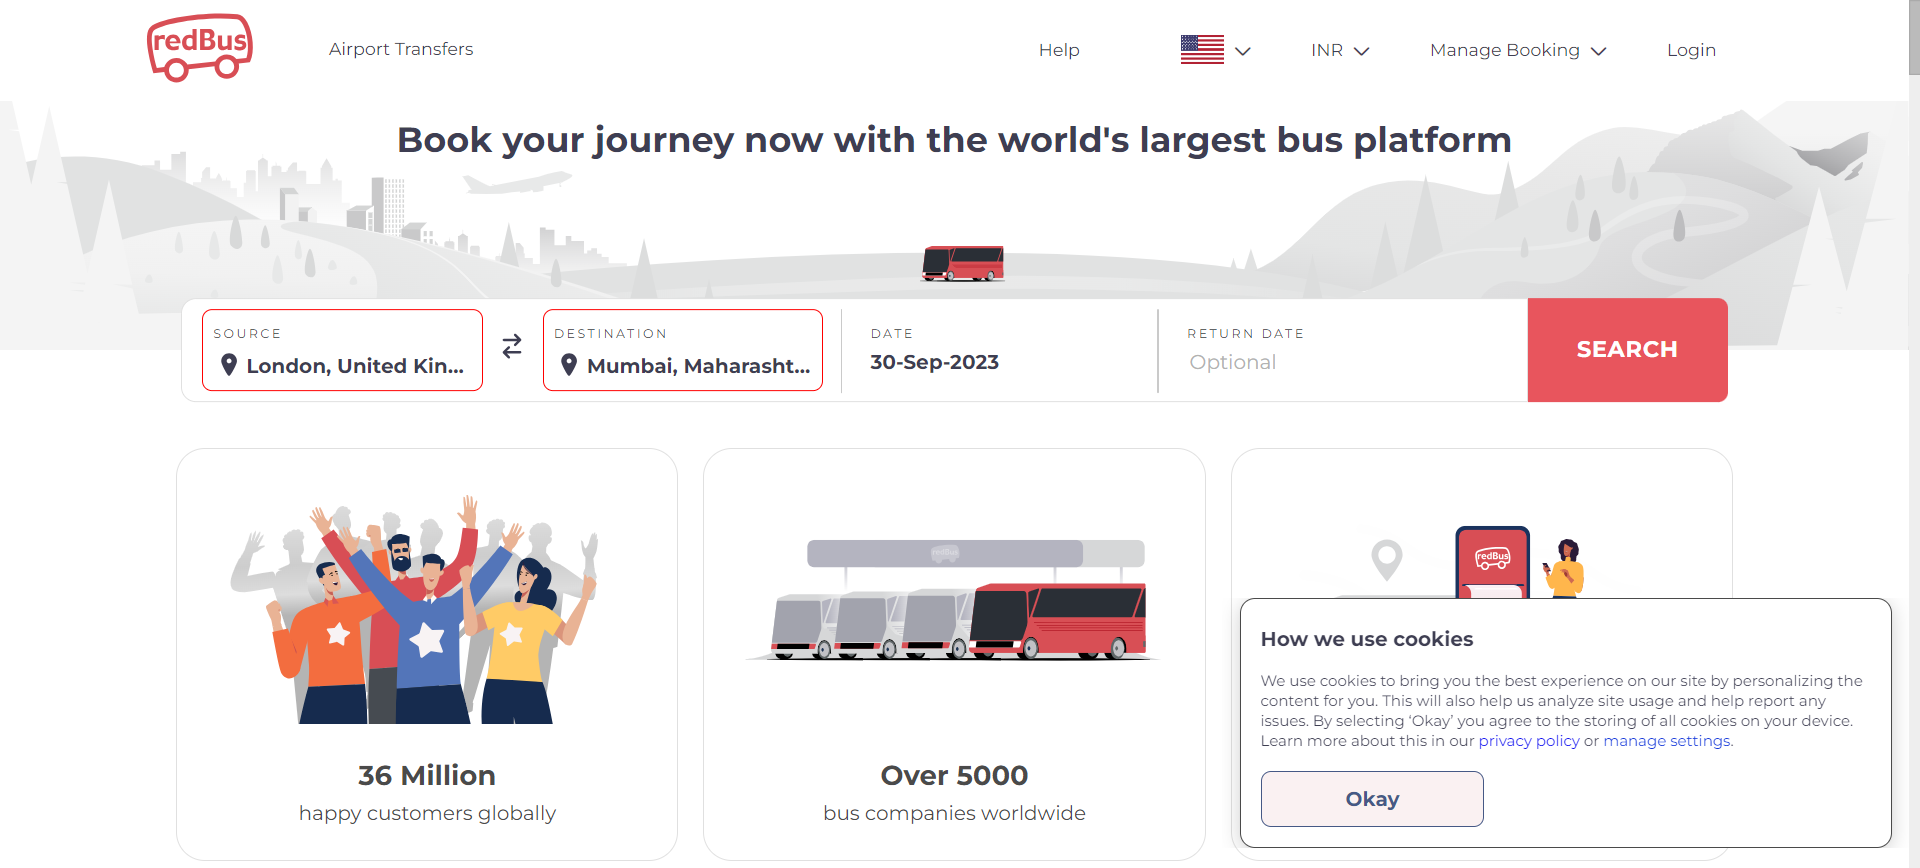 redBus
Airport Transfers
Help
INR
Manage Booking
Login
Book your journey now with the world's largest bus platform
SOURCE
London, United Kin...
DESTINATION
Mumbai, Maharasht...
DATE
30-Sep-2023
RETURN DATE
Optional
SEARCH
redBus
36 Million
happy customers globally
redBus
Over 5000
bus companies worldwide
How we use cookies
We use cookies to bring you the best experience on our site by personalizing the
content for you. This will also help us analyze site usage and help report any
issues. By selecting ‘Okay’ you agree to the storing of all cookies on your device.
Learn more about this in our privacy policy or manage settings.
Okay